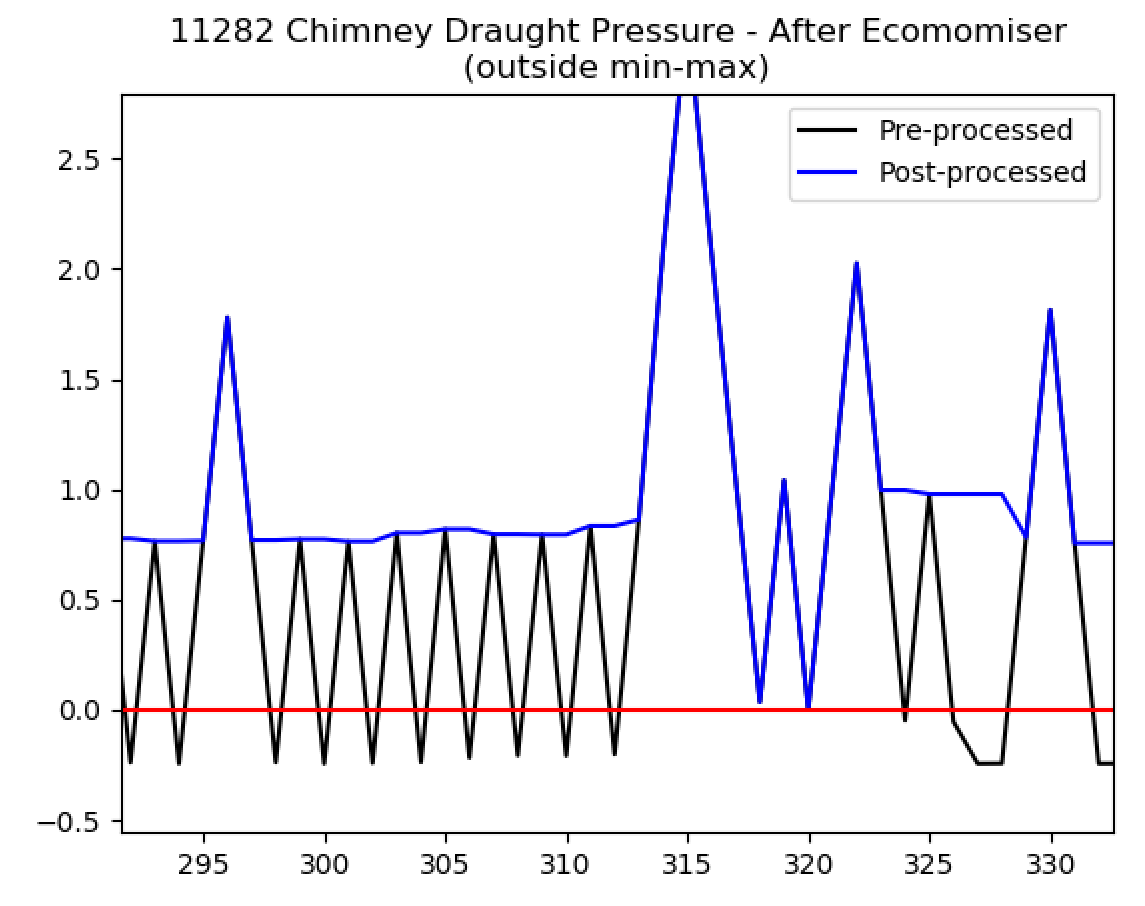 11282 Chimney Draught Pressure - After Ecomomiser
(outside min-max)
Pre-processed
Post-processed
2.5
2.0
1.5
1.0
0.5
0.0
−0.5
295 300 305 310 315 320 325 330